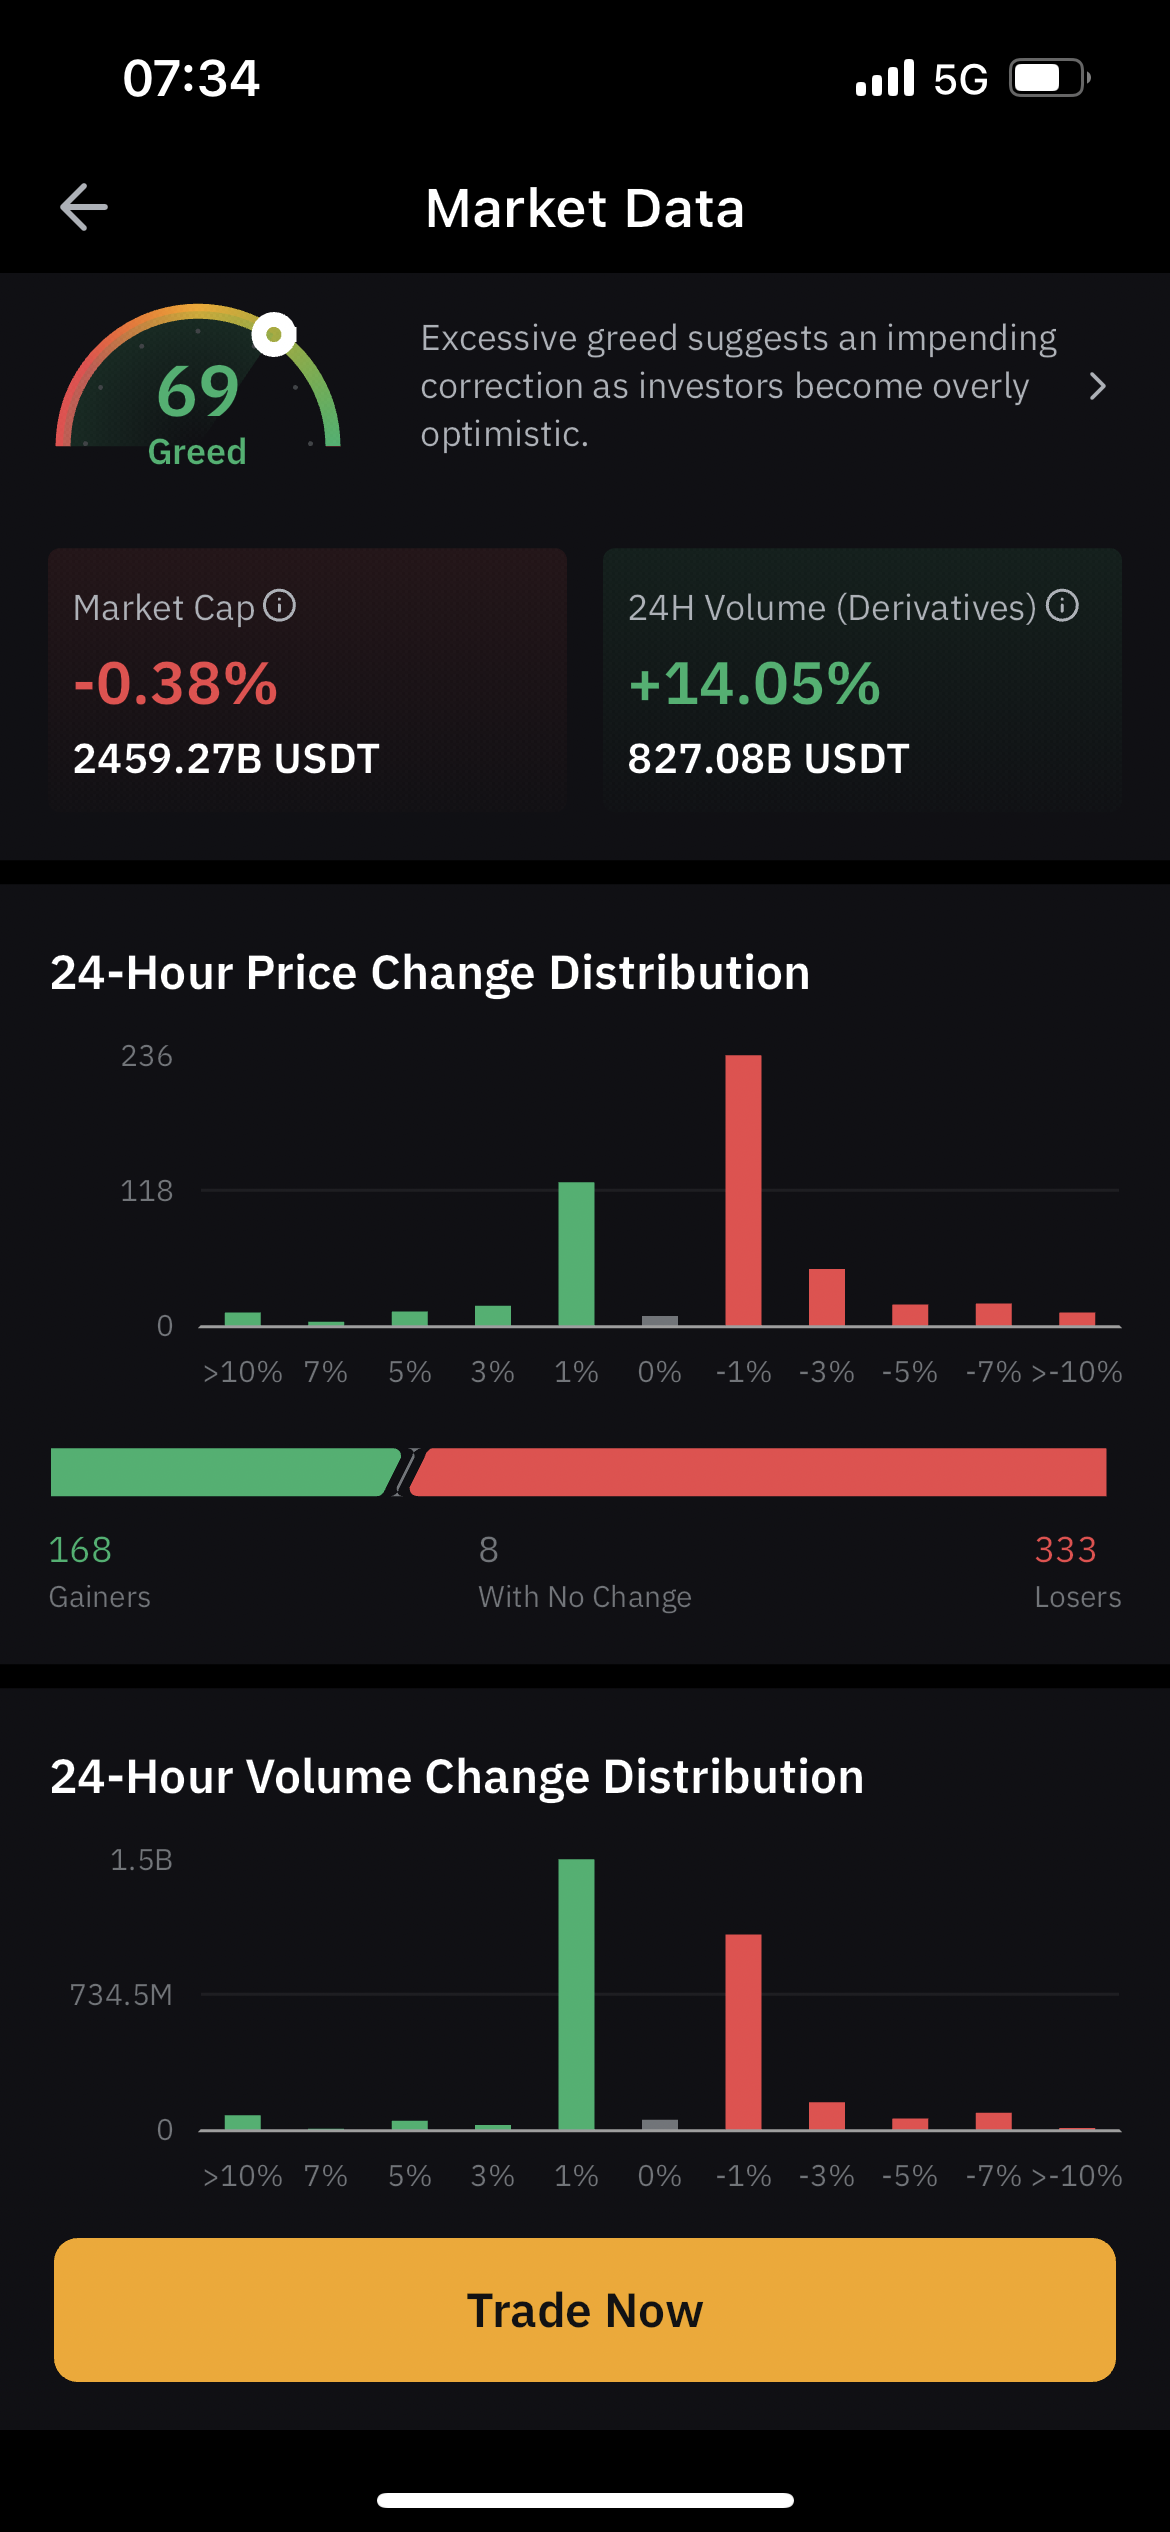 07:34
5G
Market Data
69
Greed
Excessive greed suggests an impending
correction as investors become overly
optimistic.
Market Cap
-0.38%
2459.27B USDT
24H Volume (Derivatives)
+14.05%
827.08B USDT
24-Hour Price Change Distribution
236
118
0
>10% 7% 5% 3% 1% 0% -1% -3% -5% -7% >-10%
168
Gainers
8
With No Change
333
Losers
24-Hour Volume Change Distribution
1.5B
734.5M
0
>10% 7% 5% 3% 1% 0% -1% -3% -5% -7% >-10%
Trade Now